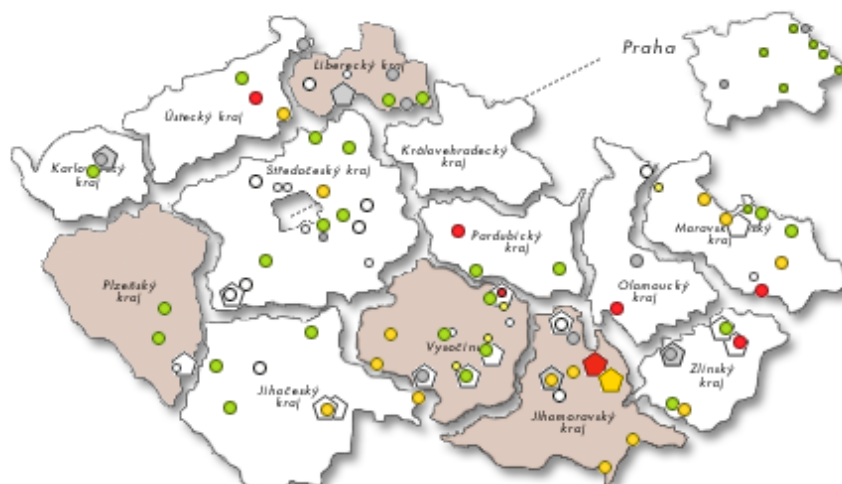 Praha
Liberecký kraj
Ústecký kraj
Královehradecký
kraj
Středočeský kraj
kraj
Pardubický
kraj
kraj
Olomoucký
kraj
Plzeňský
kraj
Vysočina
Zlínský
kraj
Jihočeský
kraj
Jihomoravský
kraj